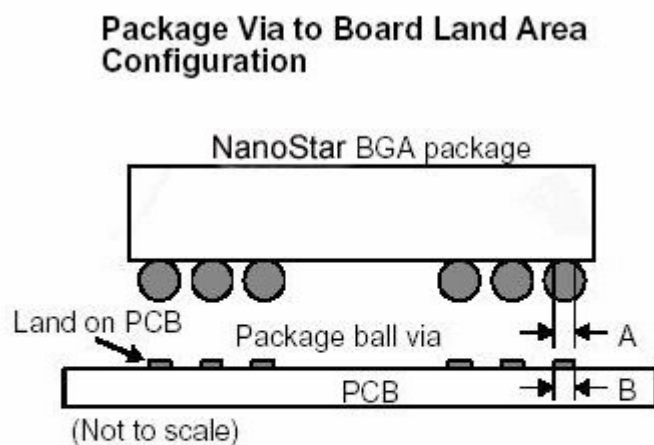 Package Via to Board Land Area
Configuration
NanoStar BGA package
Land on PCB
Package ball via
A
PCB
B
(Not to scale)